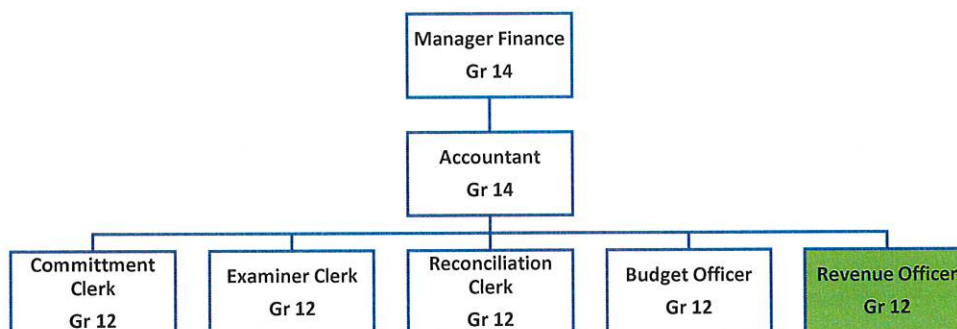 Manager Finance
Gr 14
Accountant
Gr 14
Committment
Clerk
Gr 12
Examiner Clerk
Gr 12
Reconciliation
Clerk
Gr 12
Budget Officer
Gr 12
Revenue Officer
Gr 12